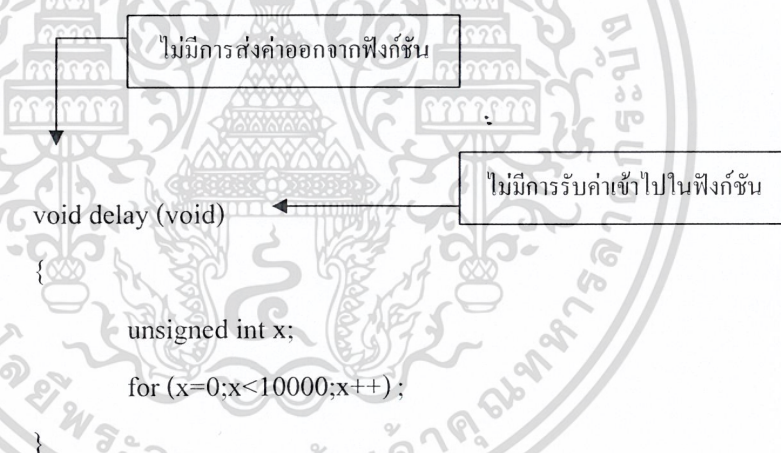 ไม่มีการส่งค่าออกจากฟังก์ชัน
ไม่มีการรับค่าเข้าไปในฟังก์ชัน
void delay (void)
{
unsigned int x;
for (x=0;x<10000;x++) ;
}